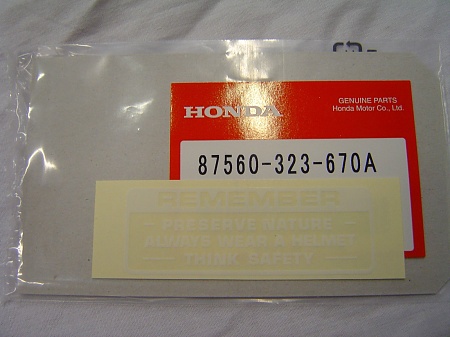 HONDA
GENUINE PARTS
Honda Motor Co., Ltd.
87560-323-670A
REMEMBER
PRESERVE NATURE
ALWAYS WEAR A HELMET
THINK SAFETY